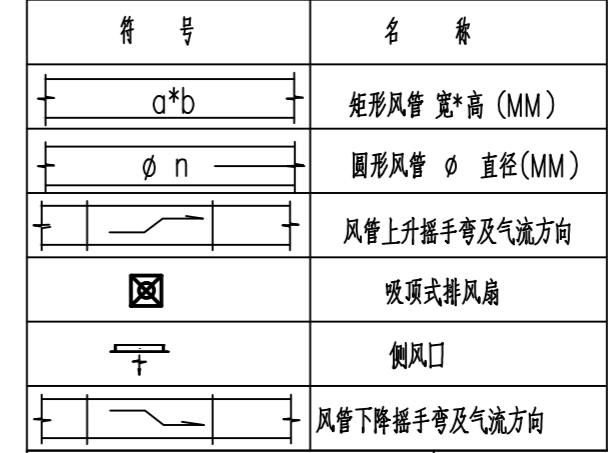 符 号 名 称
a*b 矩形风管 宽*高 (MM)
ø n 圆形风管 ø 直径(MM)
风管上升摇手弯及气流方向
吸顶式排风扇
侧风口
风管下降摇手弯及气流方向